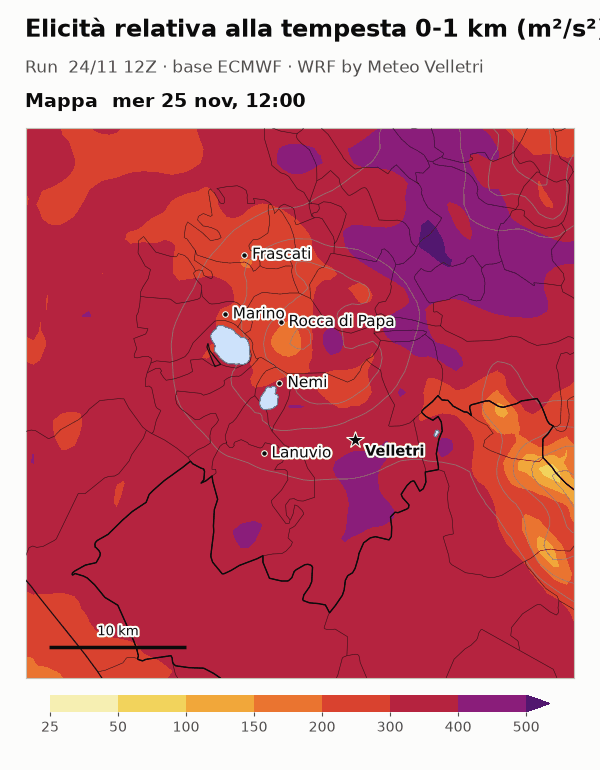 Elicità relativa alla tempesta 0-1 km (m²/s²)
Run 24/11 12Z · base ECMWF · WRF by Meteo Velletri
Mappa mer 25 nov, 12:00
Frascati
Marino
Rocca di Papa
Nemi
Velletri
Lanuvio
10 km
25 50 100 150 200 300 400 500